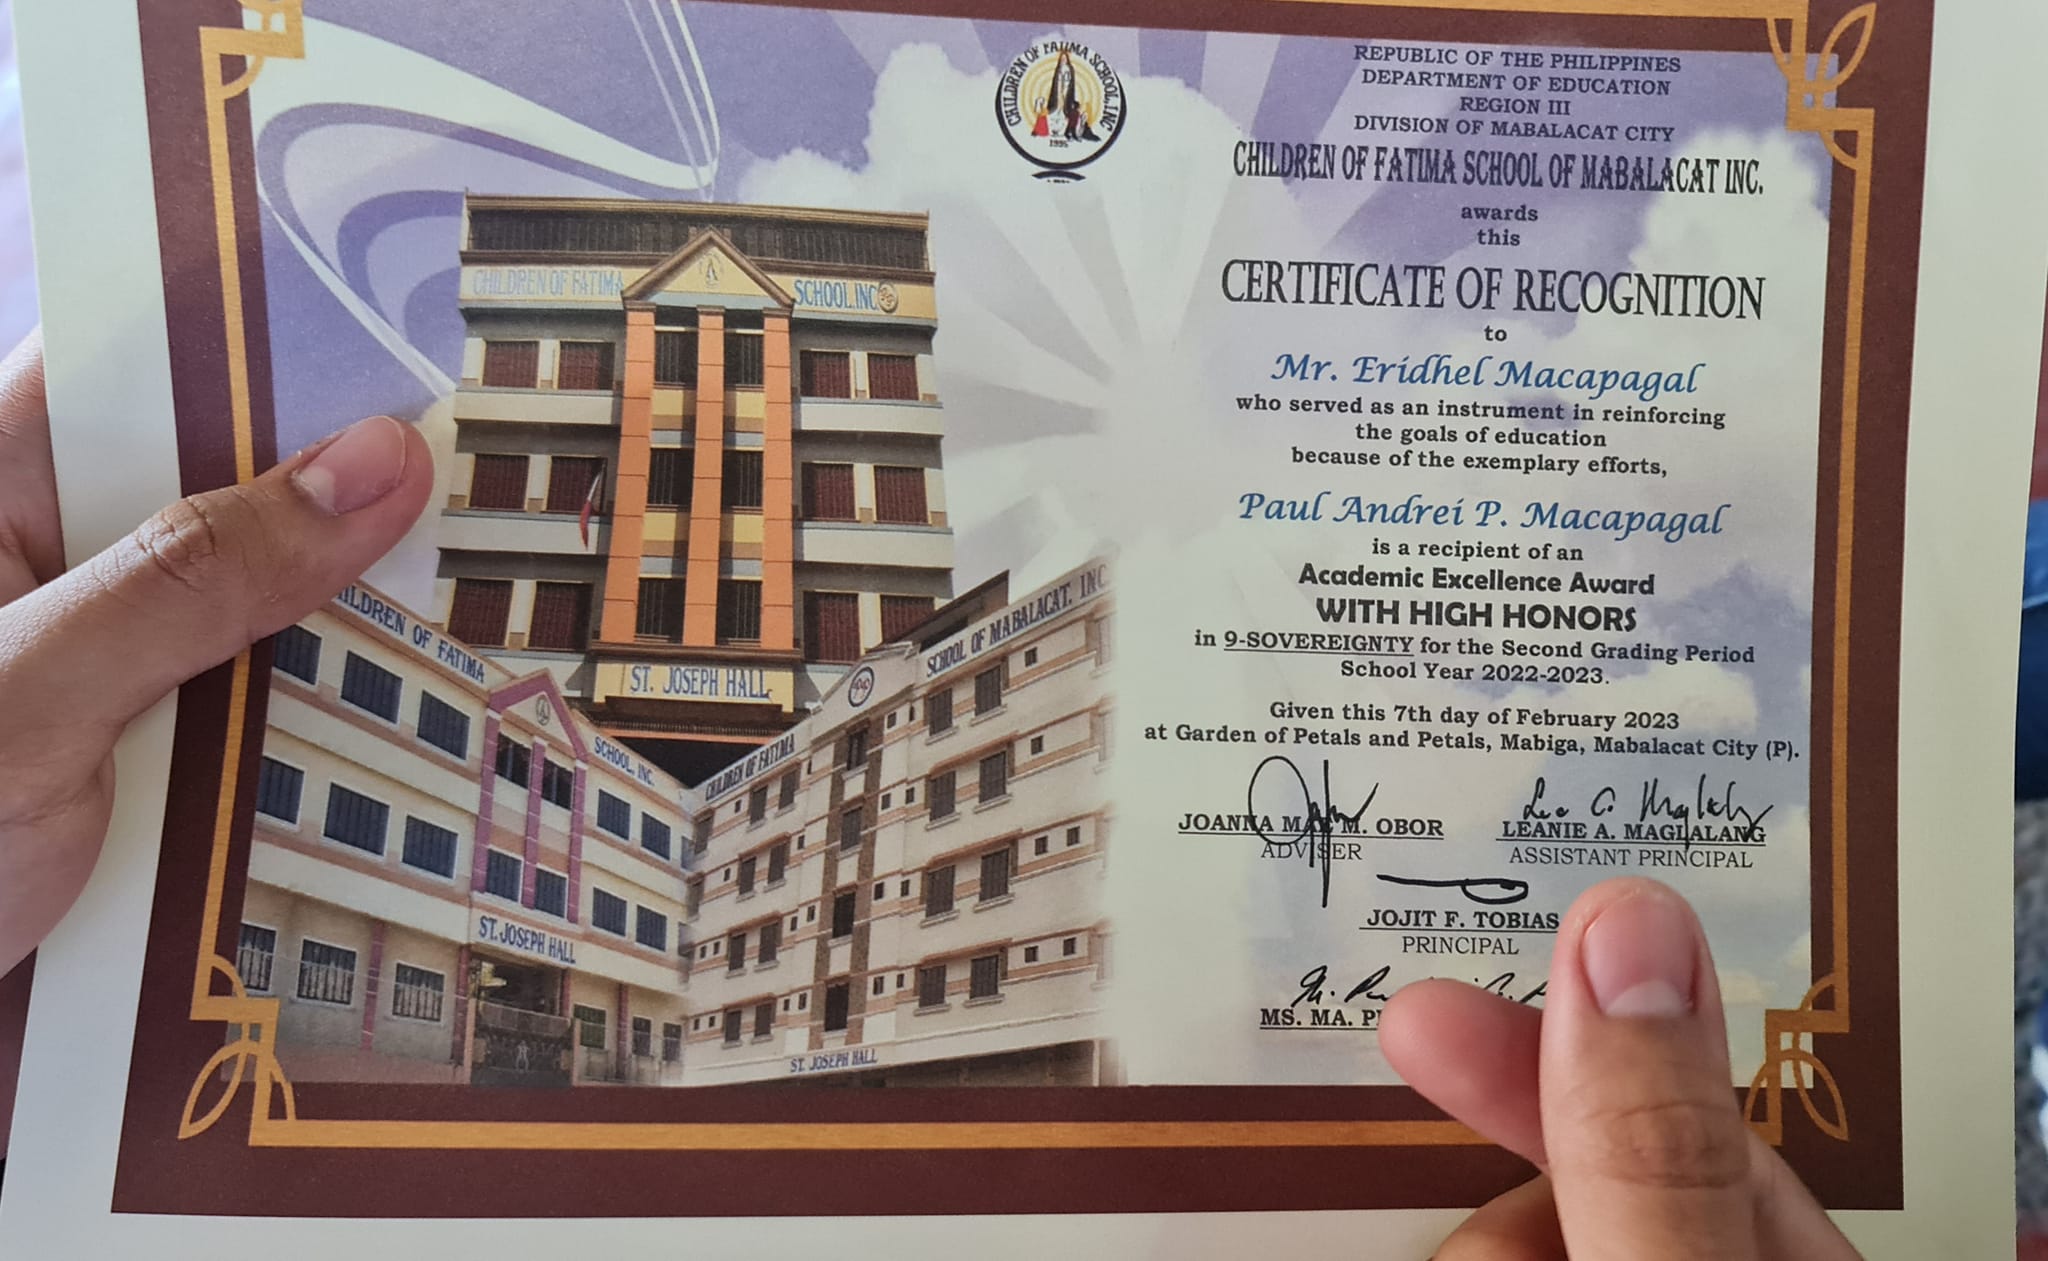 CHILDREN OF FATIMA SCHOOL, INC
1995
REPUBLIC OF THE PHILIPPINES
DEPARTMENT OF EDUCATION
REGION III
DIVISION OF MABALACAT CITY
CHILDREN OF FATIMA SCHOOL OF MABALACAT INC.
awards
this
CERTIFICATE OF RECOGNITION
to
Mr. Eridhel Macapagal
who served as an instrument in reinforcing
the goals of education
because of the exemplary efforts,
Paul Andrei P. Macapagal
is a recipient of an
Academic Excellence Award
WITH HIGH HONORS
in 9-SOVEREIGNTY for the Second Grading Period
School Year 2022-2023.
Given this 7th day of February 2023
at Garden of Petals and Petals, Mabiga, Mabalacat City (P).
JOANNA MAE M. OBOR
ADVISER
LEANIE A. MAGLALANG
ASSISTANT PRINCIPAL
JOJIT F. TOBIAS
PRINCIPAL
MS. MA.
CHILDREN OF FATIMA SCHOOL, INC
ST. JOSEPH HALL
CHILDREN OF FATIMA SCHOOL, INC.
ST. JOSEPH HALL
CHILDREN OF FATIMA SCHOOL OF MABALACAT, INC
ST. JOSEPH HALL